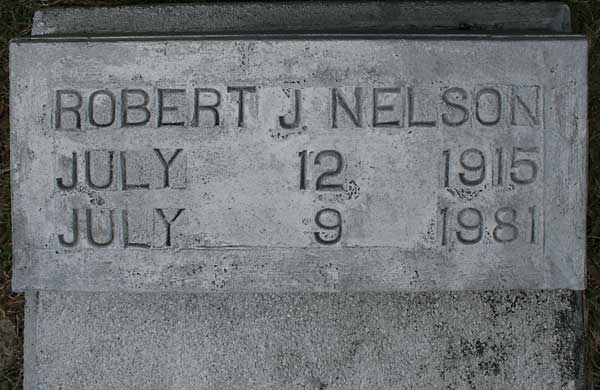 ROBERT J NELSON
JULY 12 1915
JULY 9 1981